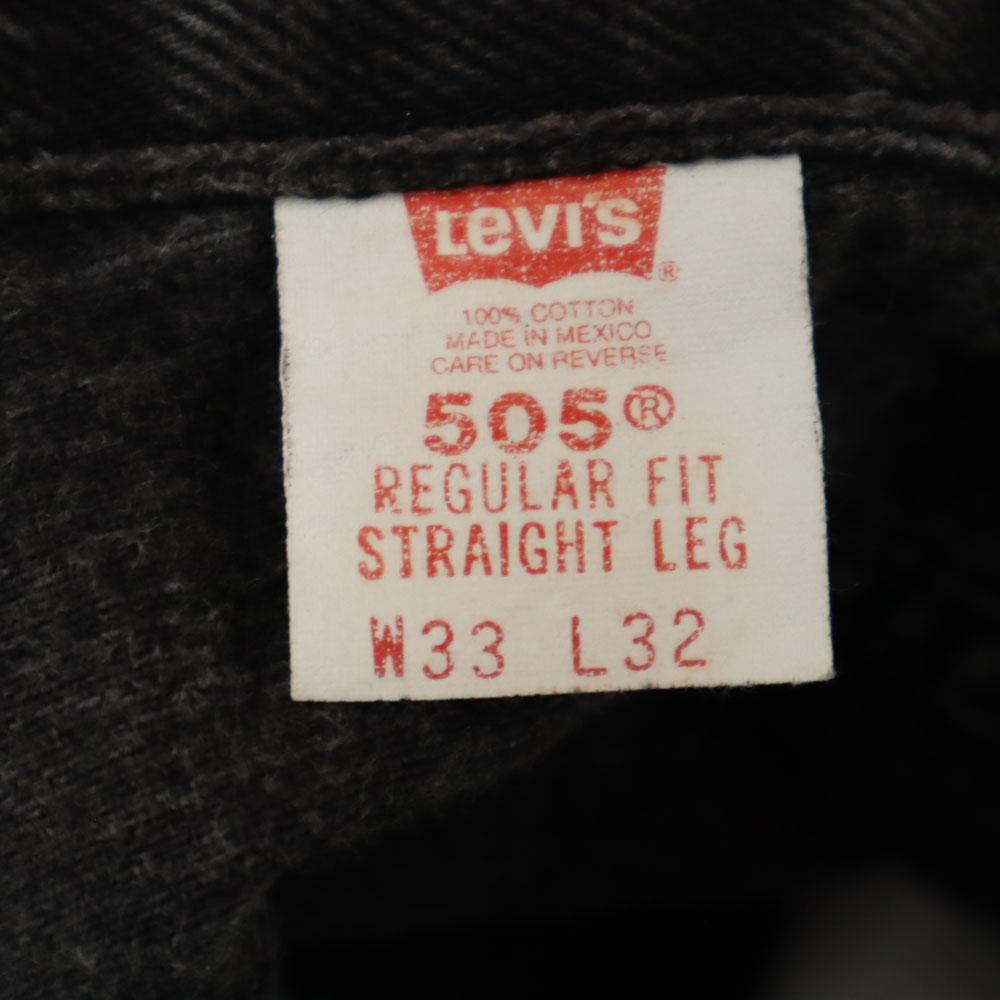 Levi's ®
100% COTTON
MADE IN MEXICO
CARE ON REVERSE
505®
REGULAR FIT
STRAIGHT LEG
W33 L32